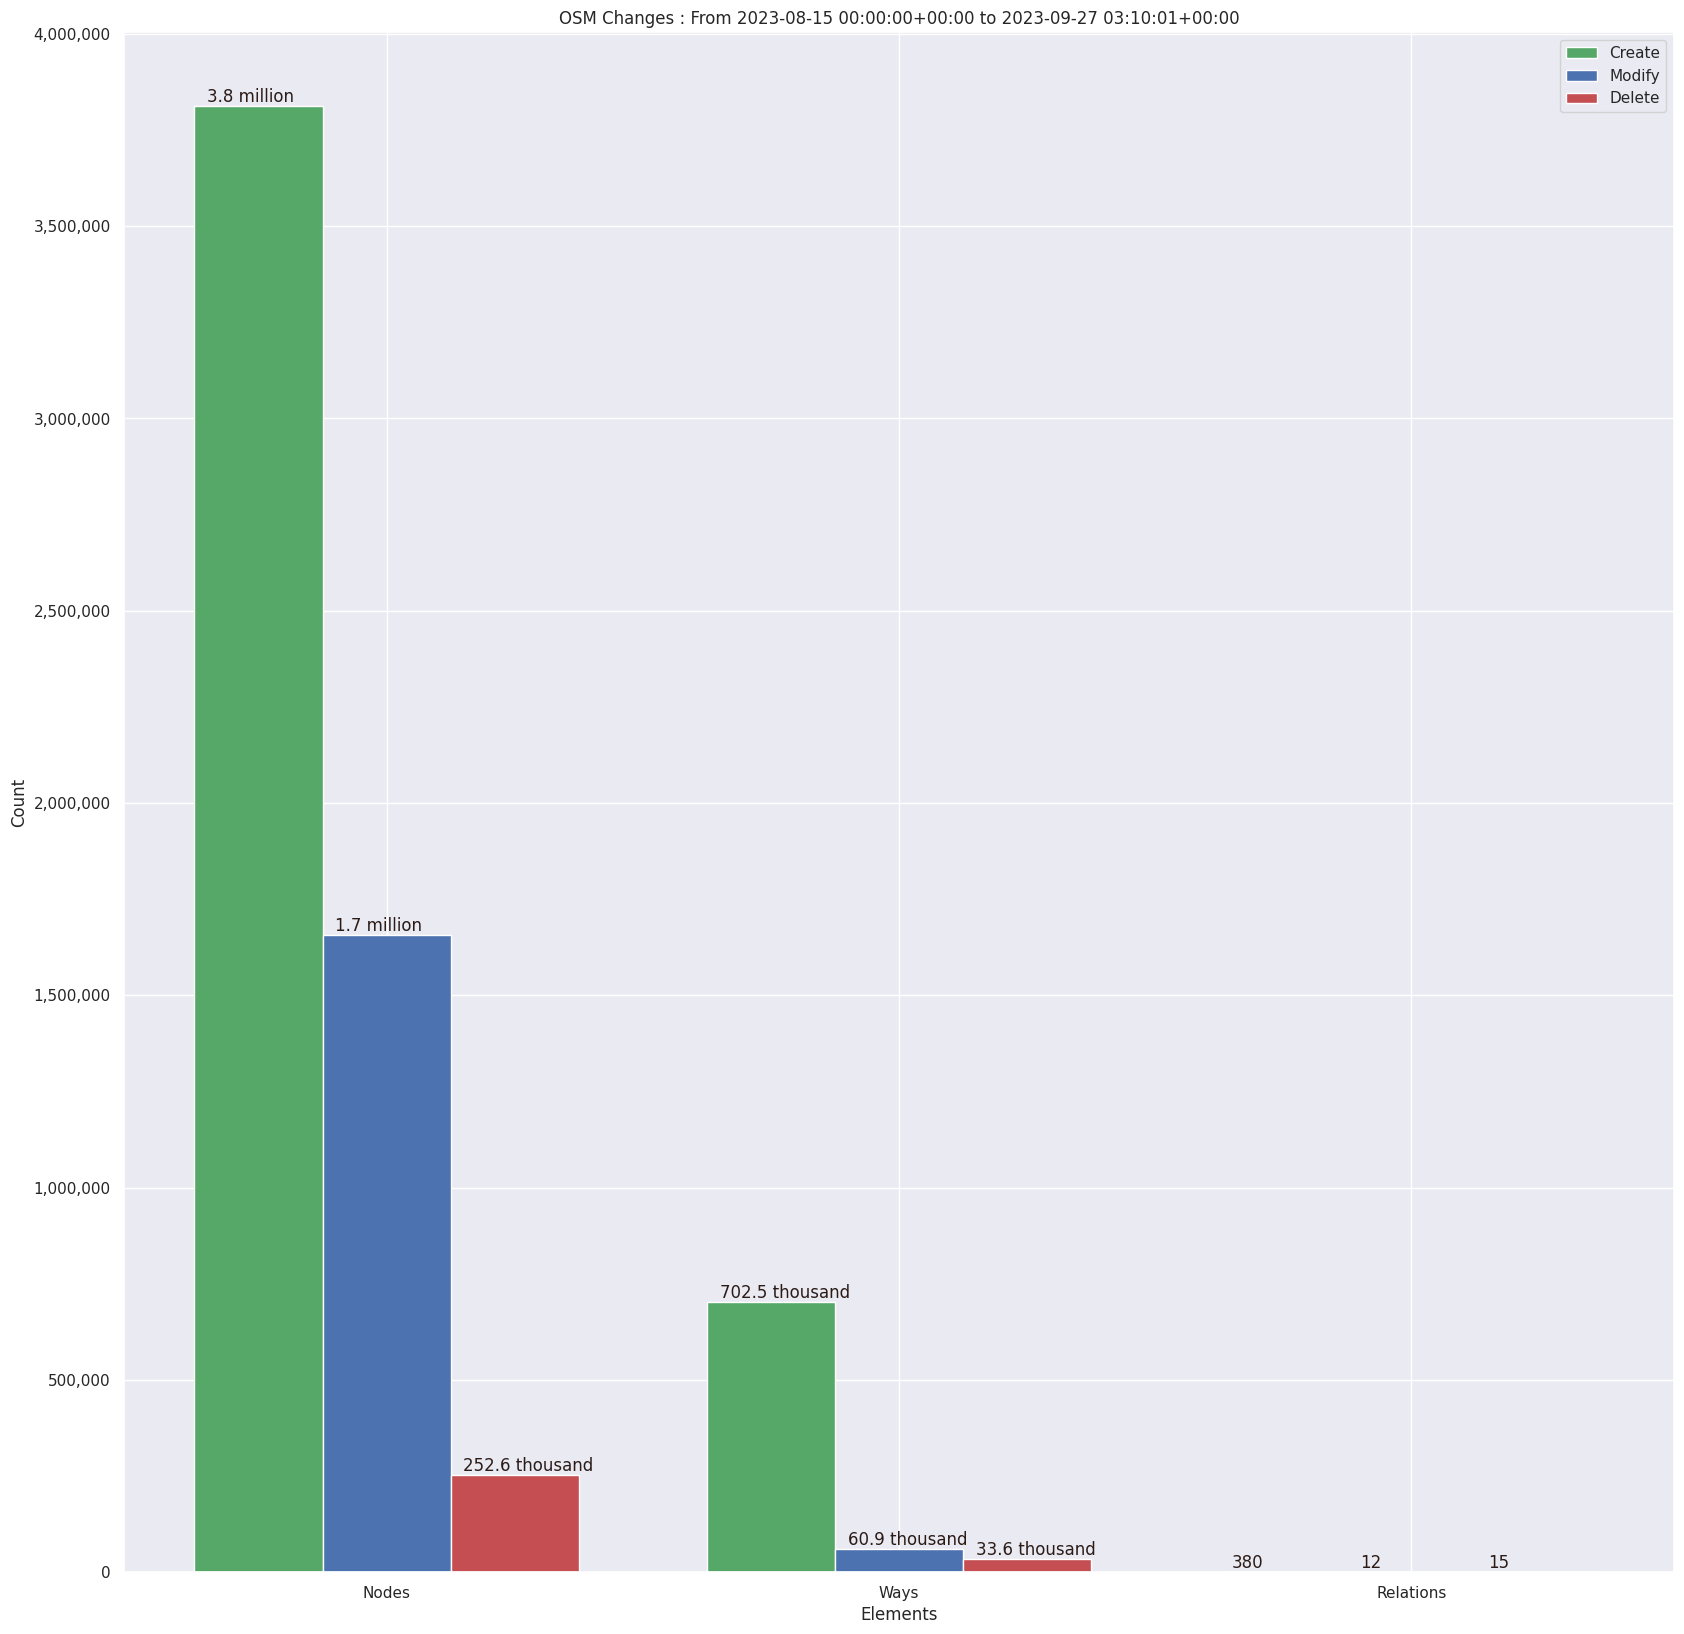 OSM Changes : From 2023-08-15 00:00:00+00:00 to 2023-09-27 03:10:01+00:00
4,000,000
3,500,000
3,000,000
2,500,000
2,000,000
1,500,000
1,000,000
500,000
0
Count
Create
Modify
Delete
3.8 million
1.7 million
252.6 thousand
702.5 thousand
60.9 thousand
33.6 thousand
380
12
15
Nodes
Ways
Relations
Elements